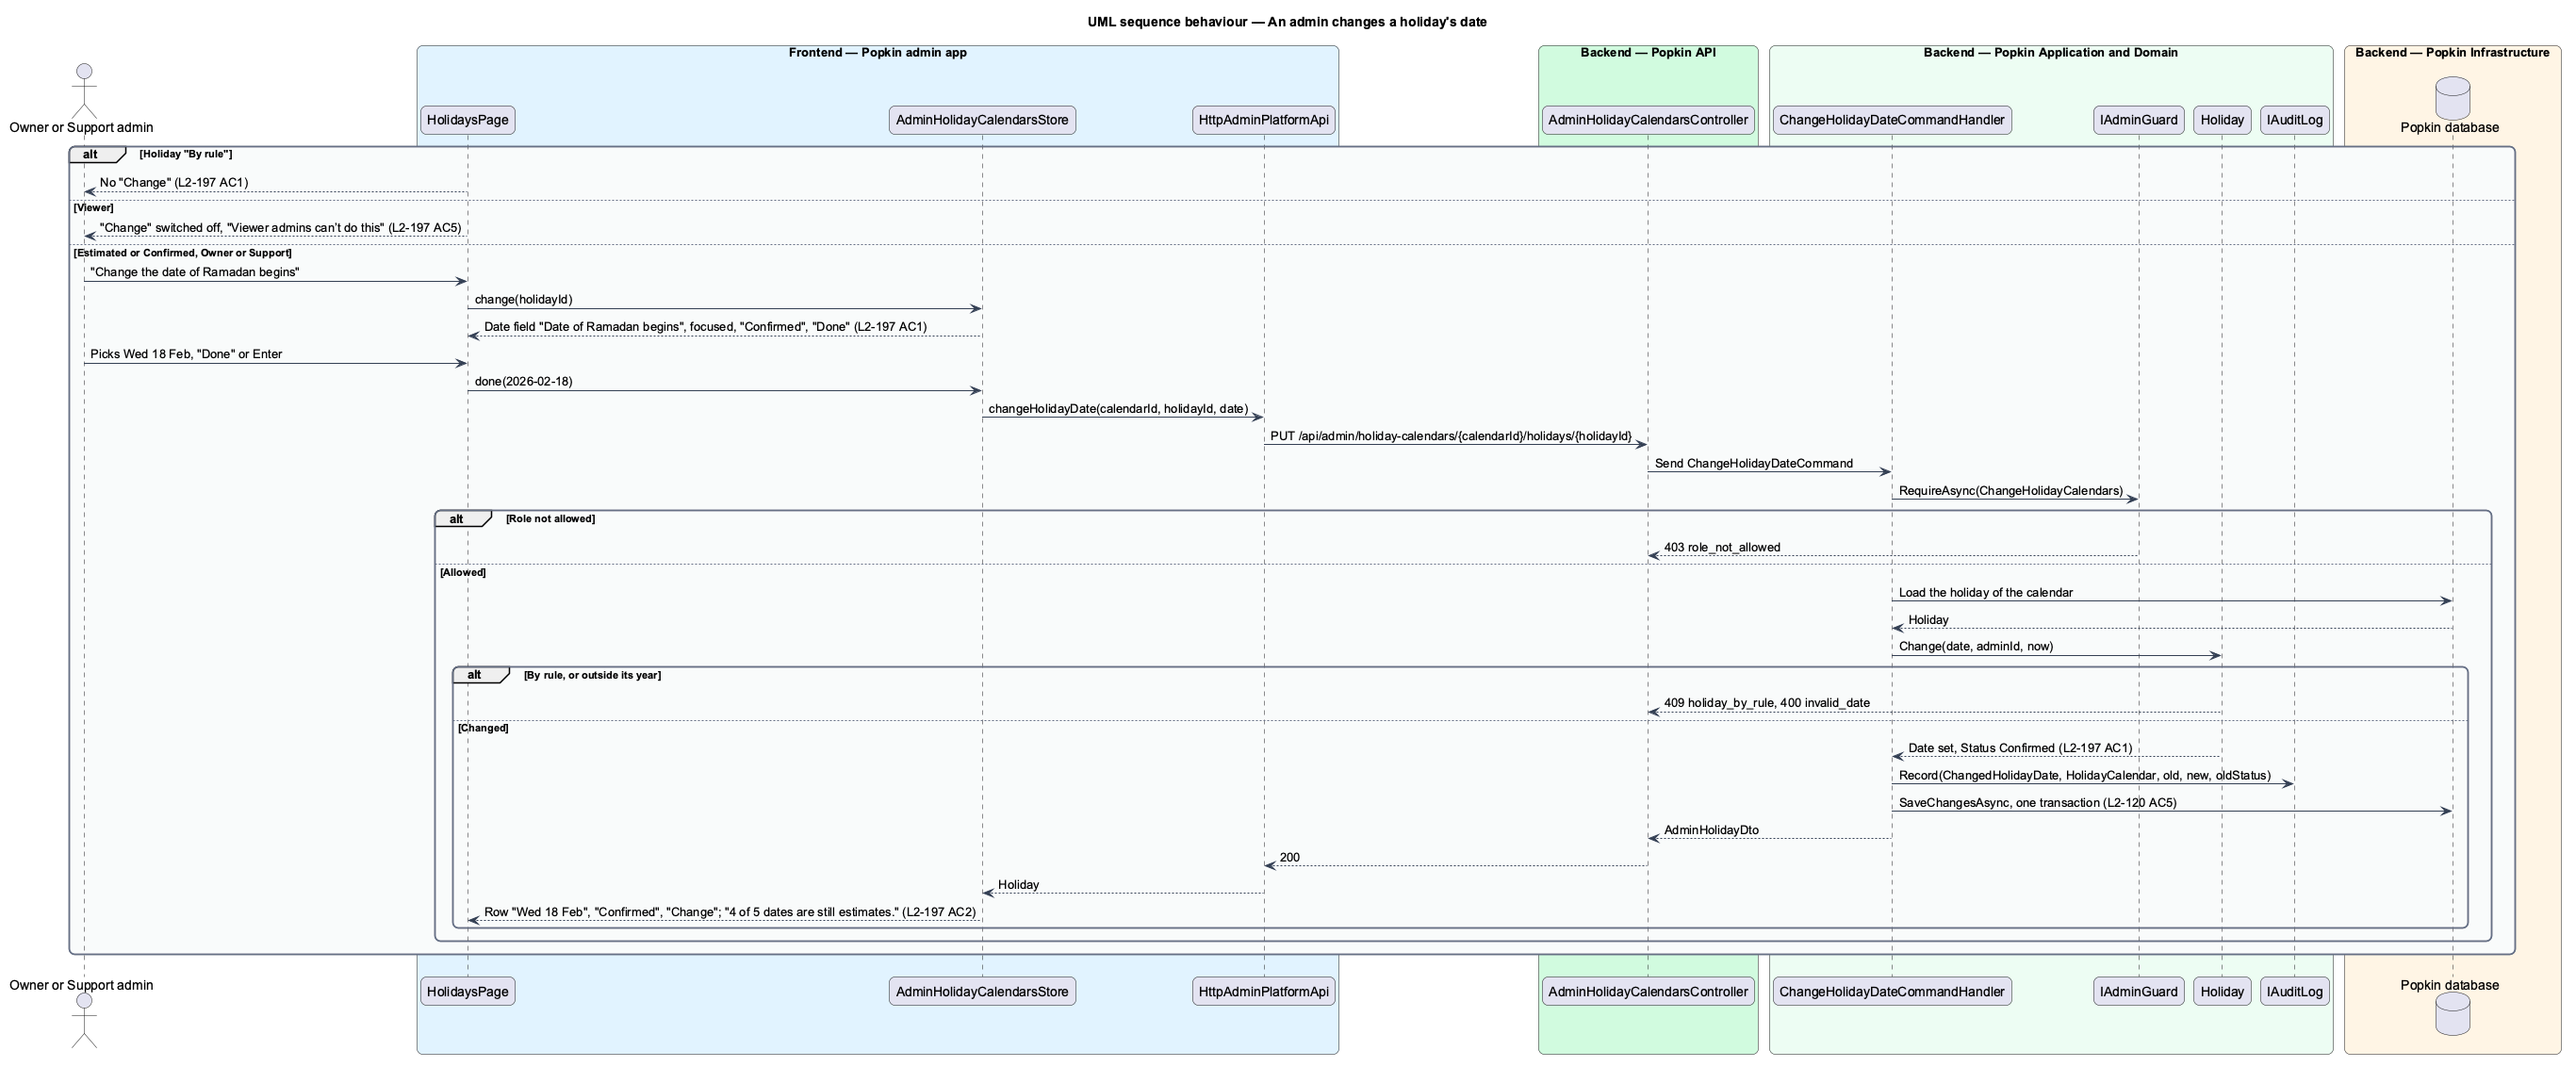 UML sequence behaviour — An admin changes a holiday's date
Frontend — Popkin admin app
Backend — Popkin API
Backend — Popkin Application and Domain
Backend — Popkin Infrastructure
Owner or Support admin
HolidaysPage
AdminHolidayCalendarsStore
HttpAdminPlatformApi
AdminHolidayCalendarsController
ChangeHolidayDateCommandHandler
IAdminGuard
Holiday
IAuditLog
Popkin database
alt
[Holiday "By rule"]
No "Change" (L2-197 AC1)
[Viewer]
"Change" switched off, "Viewer admins can't do this" (L2-197 AC5)
[Estimated or Confirmed, Owner or Support]
"Change the date of Ramadan begins"
change(holidayId)
Date field "Date of Ramadan begins", focused, "Confirmed", "Done" (L2-197 AC1)
Picks Wed 18 Feb, "Done" or Enter
done(2026-02-18)
changeHolidayDate(calendarId, holidayId, date)
PUT /api/admin/holiday-calendars/{calendarId}/holidays/{holidayId}
Send ChangeHolidayDateCommand
RequireAsync(ChangeHolidayCalendars)
alt
[Role not allowed]
403 role_not_allowed
[Allowed]
Load the holiday of the calendar
Holiday
Change(date, adminId, now)
alt
[By rule, or outside its year]
409 holiday_by_rule, 400 invalid_date
[Changed]
Date set, Status Confirmed (L2-197 AC1)
Record(ChangedHolidayDate, HolidayCalendar, old, new, oldStatus)
SaveChangesAsync, one transaction (L2-120 AC5)
AdminHolidayDto
200
Holiday
Row "Wed 18 Feb", "Confirmed", "Change"; "4 of 5 dates are still estimates." (L2-197 AC2)
Owner or Support admin
HolidaysPage
AdminHolidayCalendarsStore
HttpAdminPlatformApi
AdminHolidayCalendarsController
ChangeHolidayDateCommandHandler
IAdminGuard
Holiday
IAuditLog
Popkin database